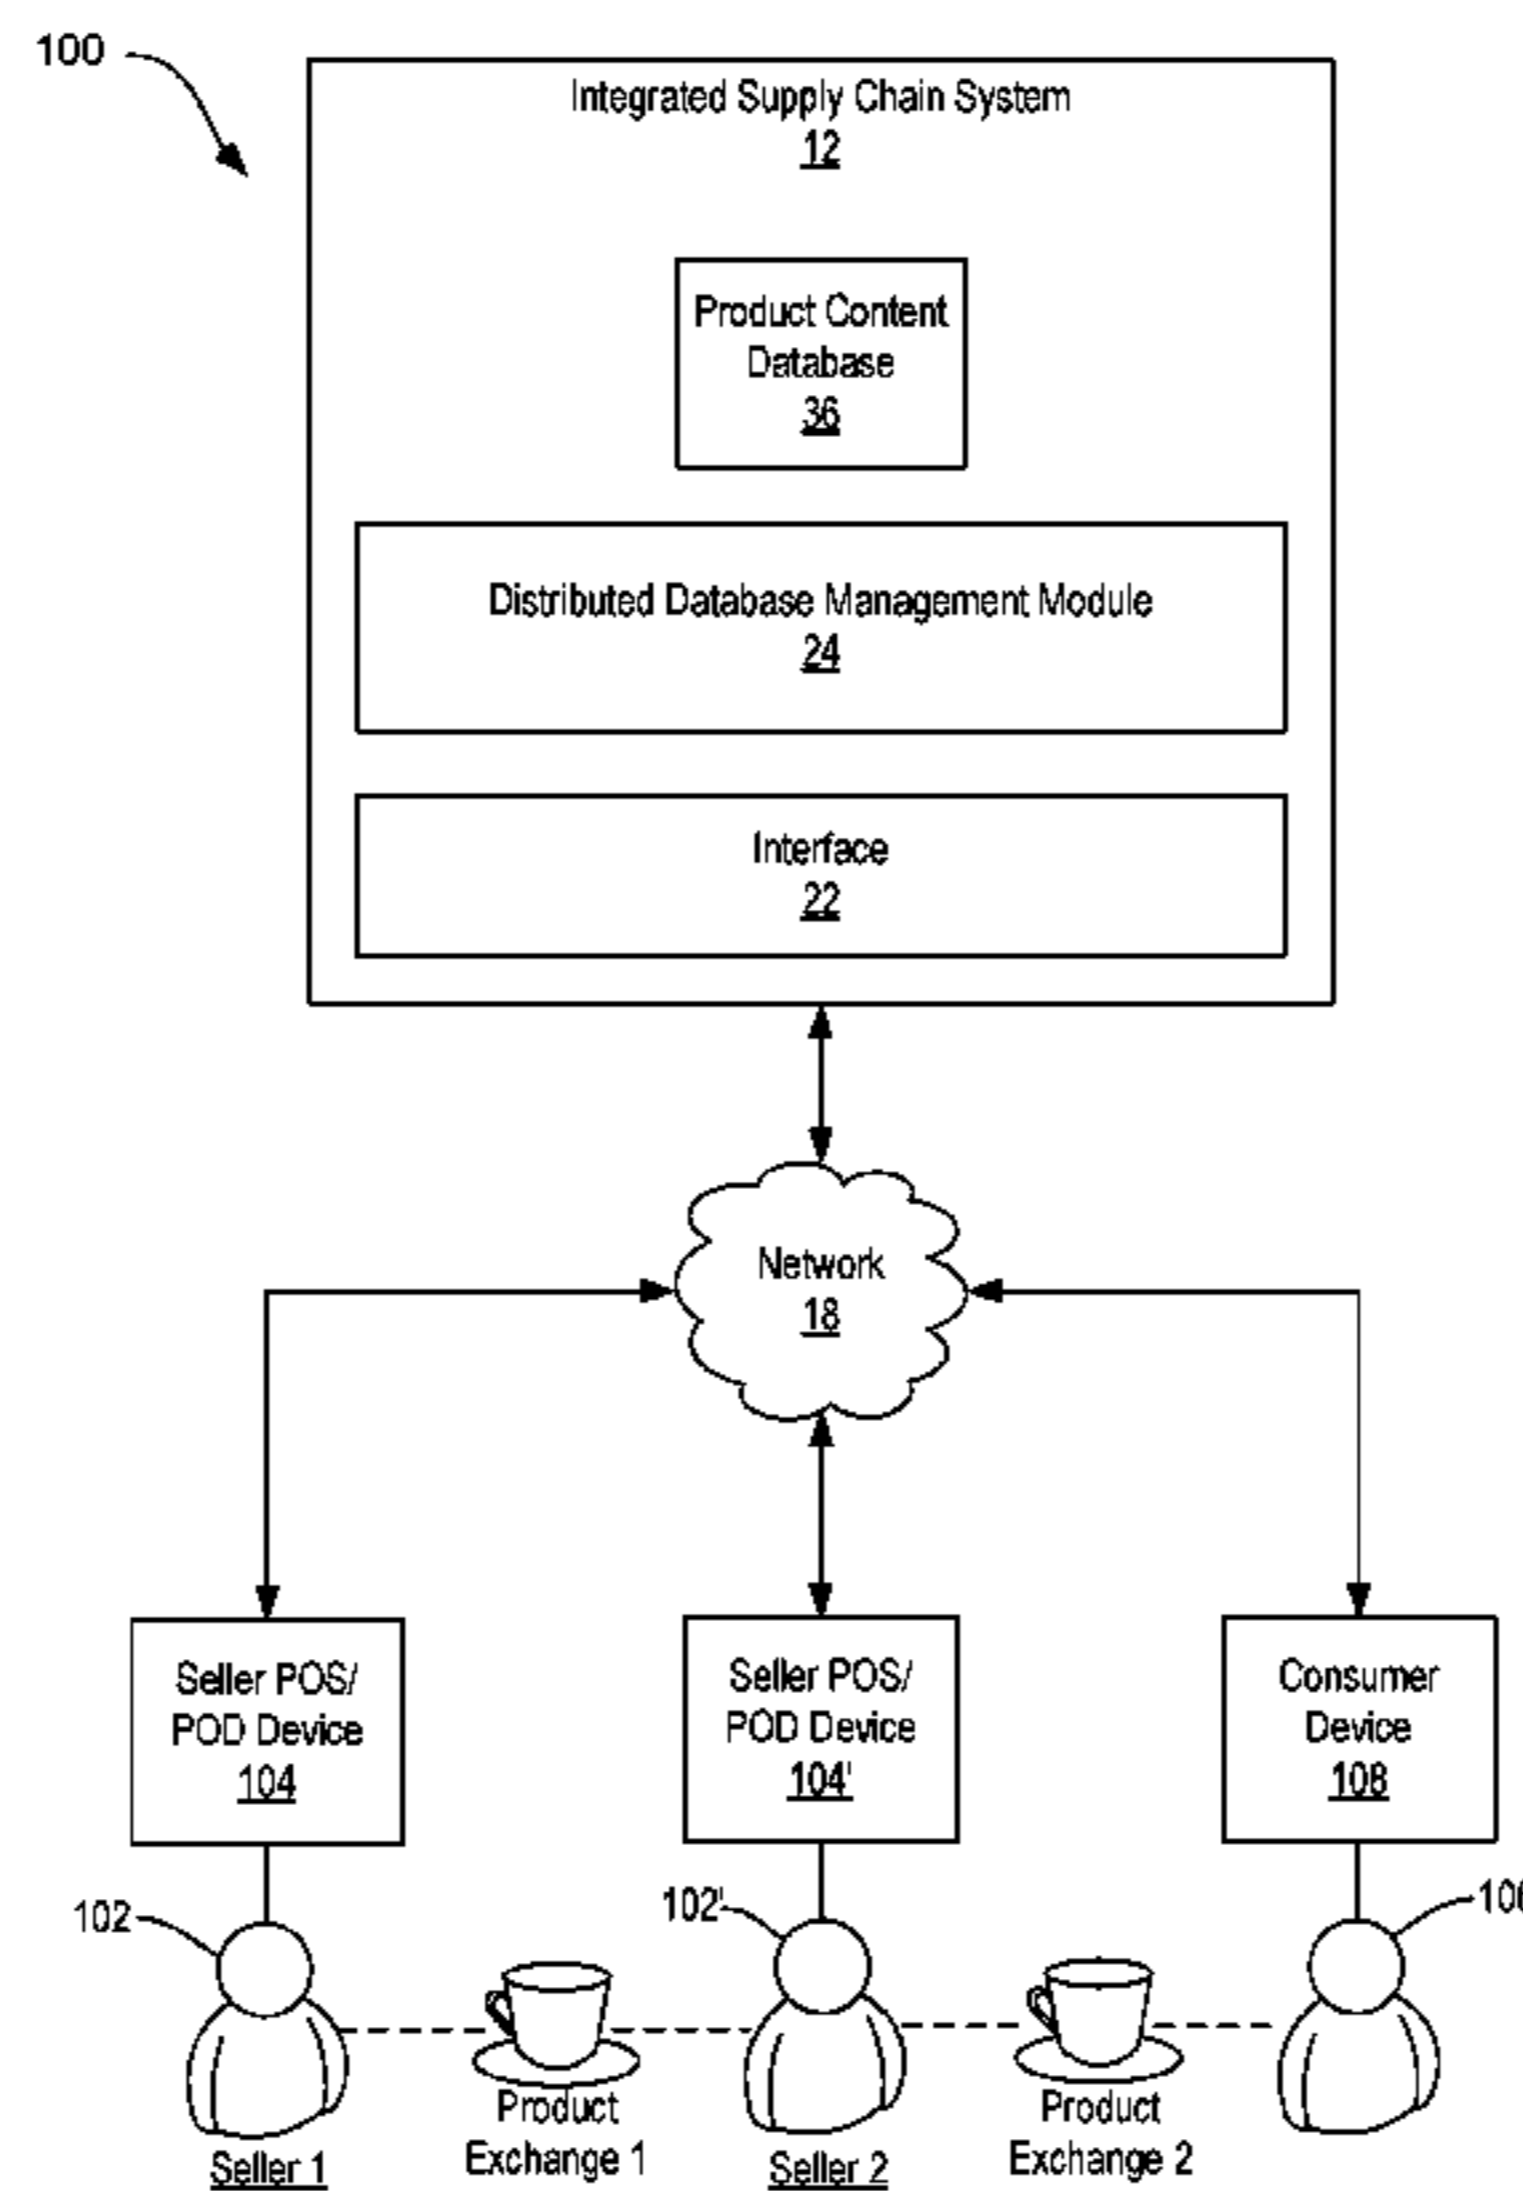 100
Integrated Supply Chain System
12
Product Content
Database
36
Distributed Database Management Module
24
Interface
22
Network
18
Seller POS/
POD Device
104
Seller POS/
POD Device
104'
Consumer
Device
108
102
102'
Product
Exchange 1
Product
Exchange 2
Seller 1
Seller 2